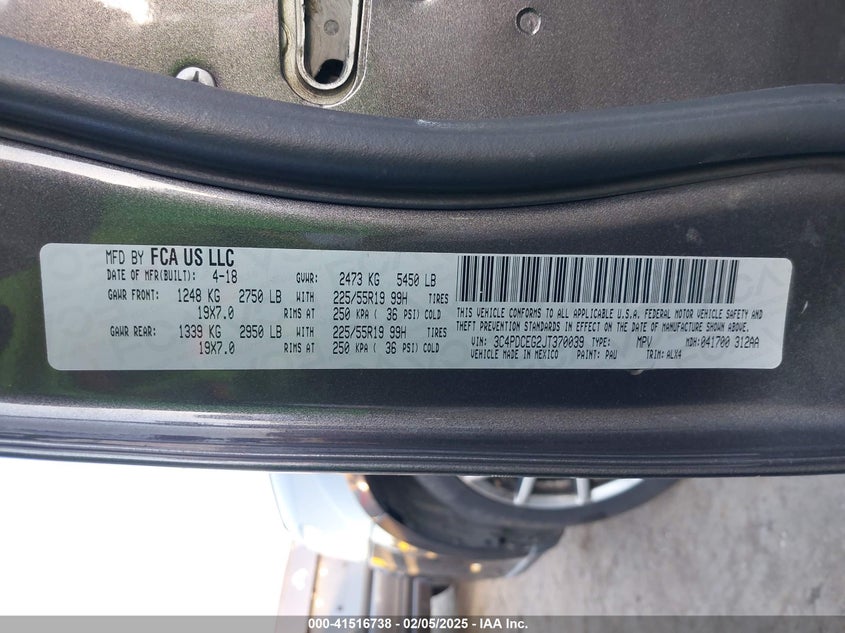 MFD BY FCA US LLC
DATE OF MFR(BUILT): 4-18 GVWR: 2473 KG 5450 LB
GAWR FRONT: 1248 KG 2750 LB WITH 225/55R19 99H TIRES
19X7.0 RIMS AT 250 KPA ( 36 PSI) COLD
GAWR REAR: 1339 KG 2950 LB WITH 225/55R19 99H TIRES
19X7.0 RIMS AT 250 KPA ( 36 PSI) COLD
THIS VEHICLE CONFORMS TO ALL APPLICABLE U.S.A. FEDERAL MOTOR VEHICLE SAFETY AND
THEFT PREVENTION STANDARDS IN EFFECT ON THE DATE OF MANUFACTURE SHOWN ABOVE.
VIN: 3C4PDCEG2JT370039 TYPE: MPV MDH: 041700 312AA
VEHICLE MADE IN MEXICO PAINT: PAU TRIM: ALX4
000-41516738 - 02/05/2025 - IAA Inc.